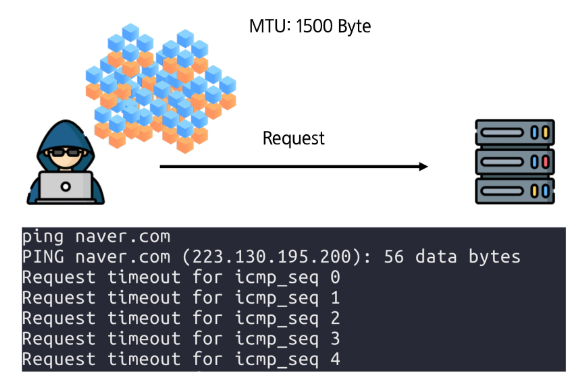 MTU: 1500 Byte
Request
ping naver.com
PING naver.com (223.130.195.200): 56 data bytes
Request timeout for icmp_seq 0
Request timeout for icmp_seq 1
Request timeout for icmp_seq 2
Request timeout for icmp_seq 3
Request timeout for icmp_seq 4